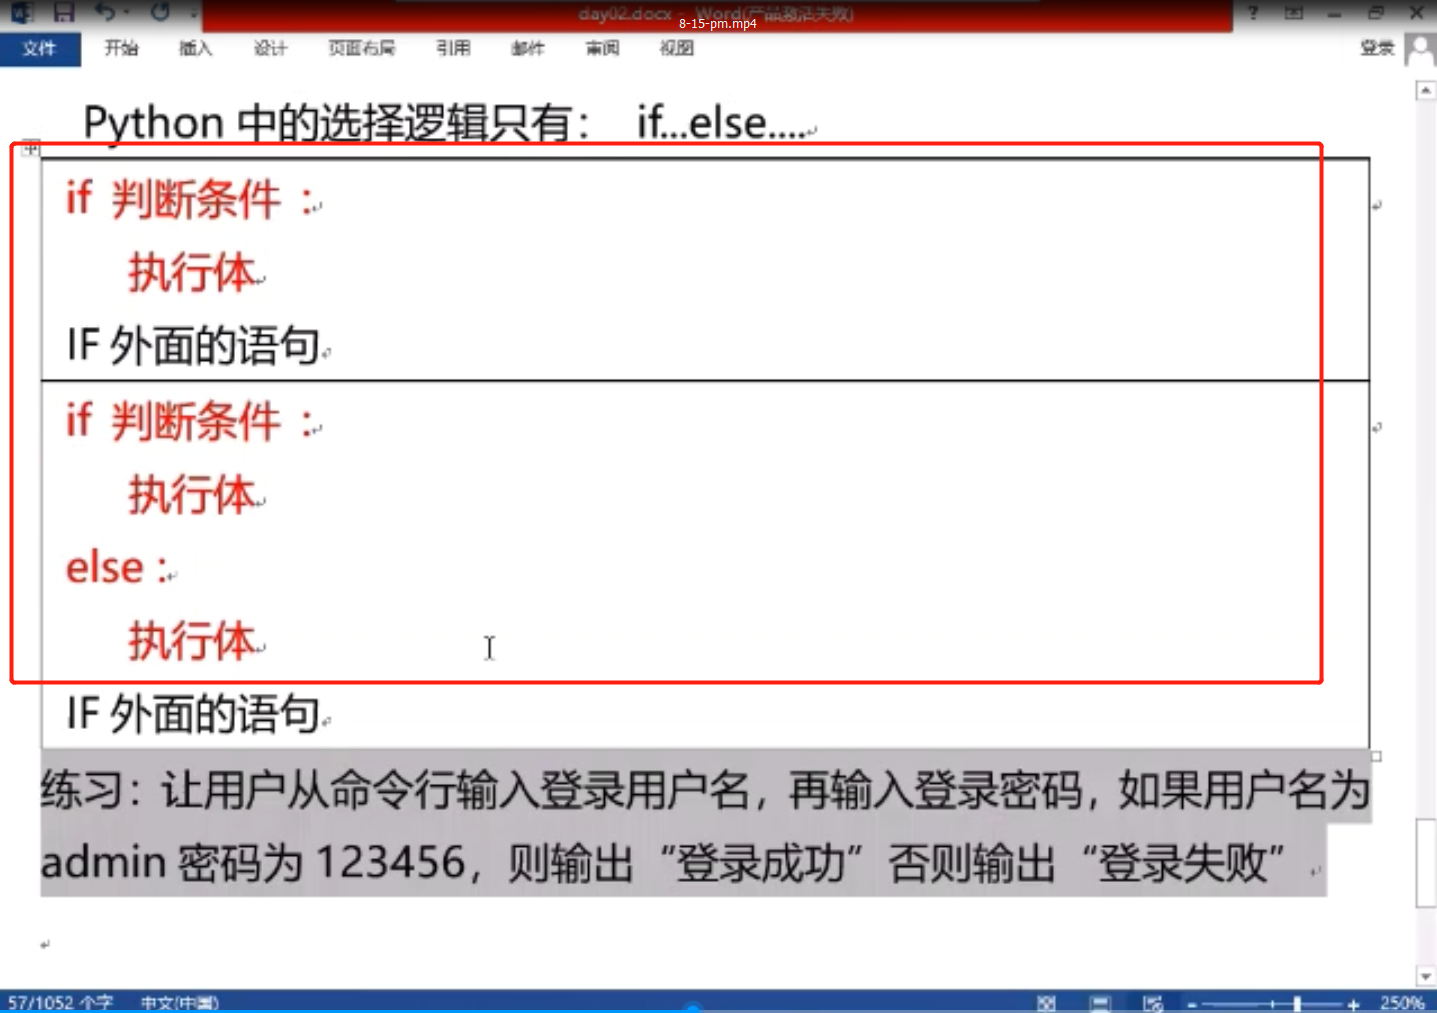 day02.docx - Word(产品激活失败)
8-15-pm.mp4
文件 开始 插入 设计 页面布局 引用 邮件 审阅 视图 登录
Python 中的选择逻辑只有： if...else....
if 判断条件 :
执行体
IF 外面的语句
if 判断条件 :
执行体
else :
执行体
IF 外面的语句
练习：让用户从命令行输入登录用户名，再输入登录密码，如果用户名为
admin 密码为 123456，则输出“登录成功”否则输出“登录失败”
57/1052 个字 中文(中国) 250%